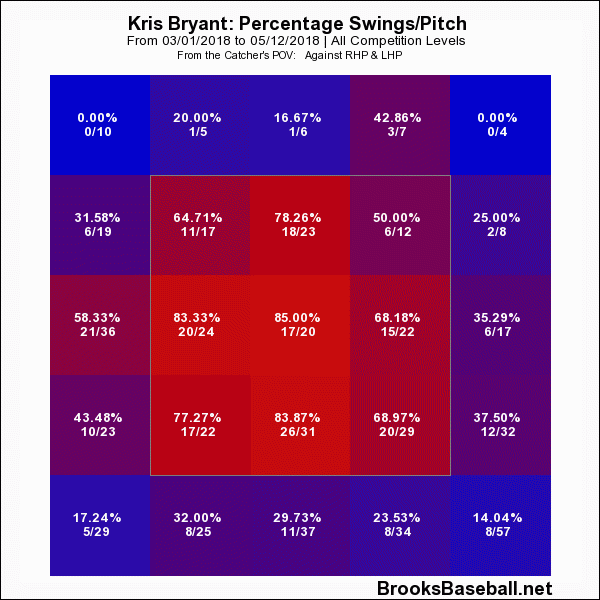 Kris Bryant: Percentage Swings/Pitch
From 03/01/2018 to 05/12/2018 | All Competition Levels
From the Catcher's POV: Against RHP & LHP
0.00% 20.00% 16.67% 42.86% 0.00%
0/10 1/5 1/6 3/7 0/4
31.58% 64.71% 78.26% 50.00% 25.00%
6/19 11/17 18/23 6/12 2/8
58.33% 83.33% 85.00% 68.18% 35.29%
21/36 20/24 17/20 15/22 6/17
43.48% 77.27% 83.87% 68.97% 37.50%
10/23 17/22 26/31 20/29 12/32
17.24% 32.00% 29.73% 23.53% 14.04%
5/29 8/25 11/37 8/34 8/57
BrooksBaseball.net